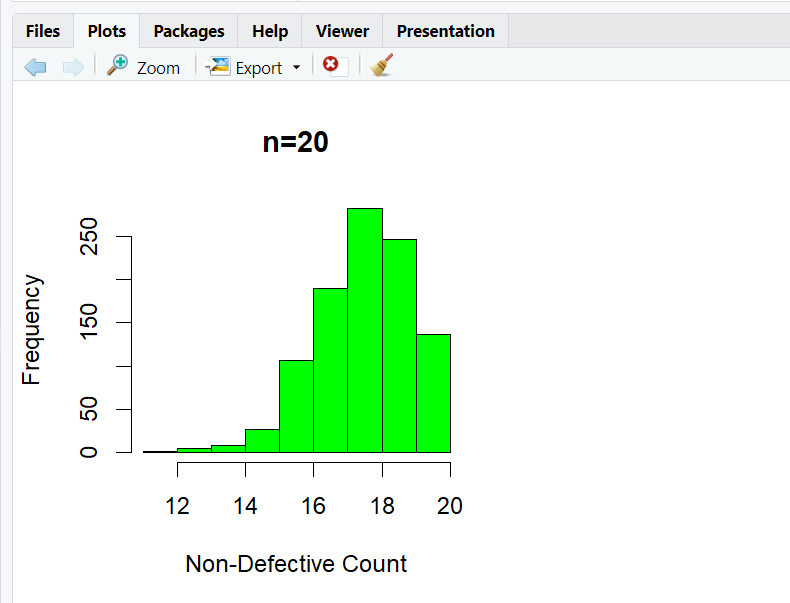 Files Plots Packages Help Viewer Presentation
Zoom Export
n=20
Frequency
250
150
50
0
12 14 16 18 20
Non-Defective Count